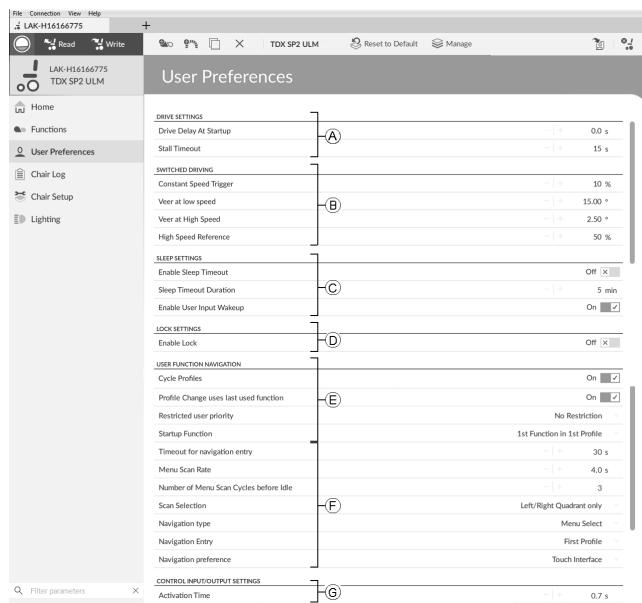 File Connection View Help
LAK-H16166775 +
Read Write TDX SP2 ULM Reset to Default Manage
LAK-H16166775
TDX SP2 ULM
User Preferences
Home
Functions
User Preferences
Chair Log
Chair Setup
Lighting
Filter parameters
DRIVE SETTINGS
Drive Delay At Startup − + 0.0 s
A
Stall Timeout − + 15 s
SWITCHED DRIVING
Constant Speed Trigger − + 10 %
Veer at low speed − + 15.00 °
B
Veer at High Speed − + 2.50 °
High Speed Reference − + 50 %
SLEEP SETTINGS
Enable Sleep Timeout Off
Sleep Timeout Duration − + 5 min
C
Enable User Input Wakeup On
LOCK SETTINGS
D
Enable Lock Off
USER FUNCTION NAVIGATION
Cycle Profiles On
Profile Change uses last used function On
E
Restricted user priority No Restriction
Startup Function 1st Function in 1st Profile
Timeout for navigation entry − + 30 s
Menu Scan Rate − + 4.0 s
Number of Menu Scan Cycles before Idle − + 3
Scan Selection Left/Right Quadrant only
F
Navigation type Menu Select
Navigation Entry First Profile
Navigation preference Touch Interface
CONTROL INPUT/OUTPUT SETTINGS
G
Activation Time − + 0.7 s